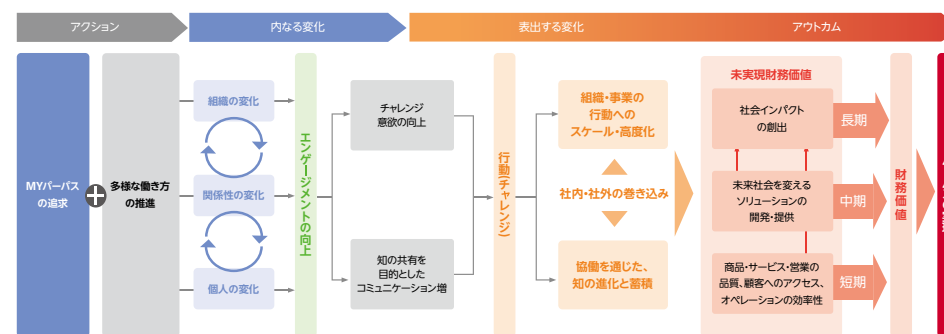 アクション
内なる変化
表出する変化
アウトカム
MYパーパス
の追求
多様な働き方
の推進
組織の変化
関係性の変化
個人の変化
エンゲージメントの向上
チャレンジ
意欲の向上
知の共有を
目的とした
コミュニケーション増
行動(チャレンジ)
組織・事業の
行動への
スケール・高度化
社内・社外の巻き込み
協働を通じた、
知の進化と蓄積
未実現財務価値
社会インパクト
の創出
未来社会を変える
ソリューションの
開発・提供
商品・サービス・営業の
品質、顧客へのアクセス、
オペレーションの効率性
長期
中期
短期
財務価値